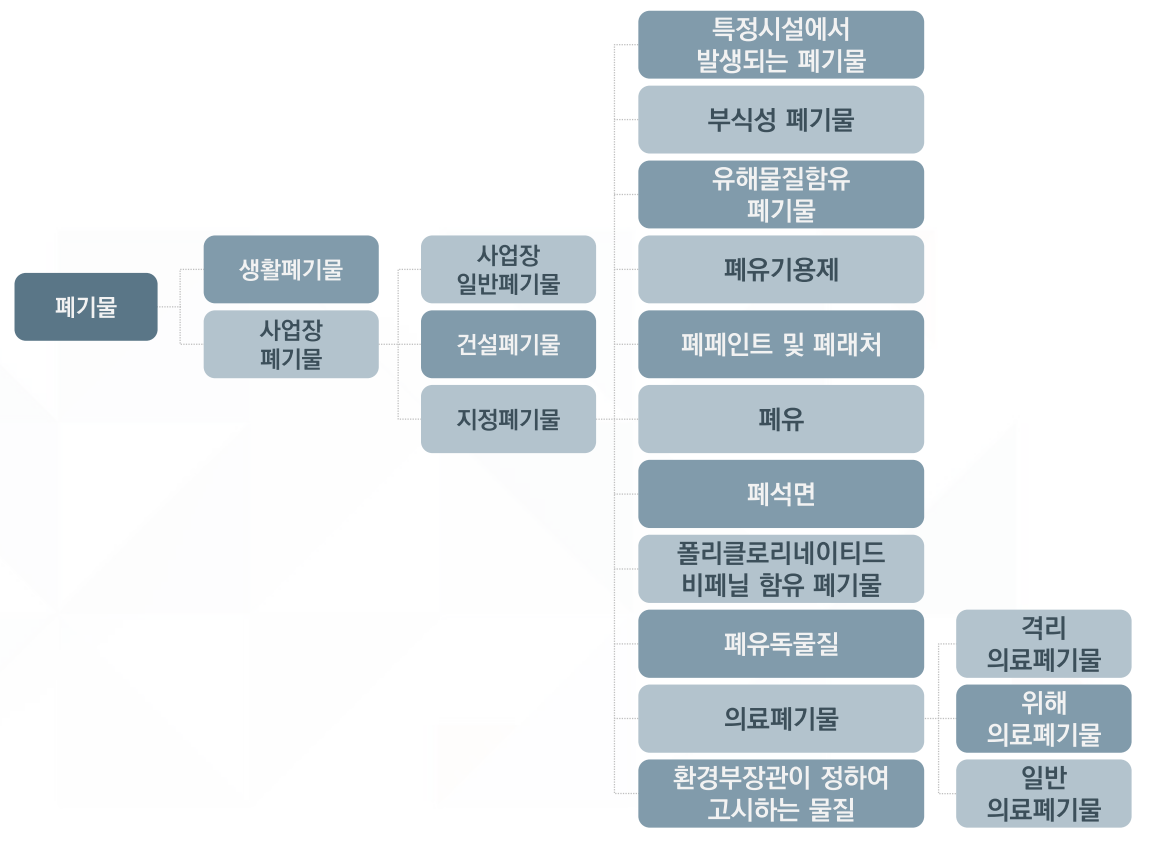 폐기물
생활폐기물
사업장
폐기물
사업장
일반폐기물
건설폐기물
지정폐기물
특정시설에서
발생되는 폐기물
부식성 폐기물
유해물질함유
폐기물
폐유기용제
폐페인트 및 폐래처
폐유
폐석면
폴리클로리네이티드
비페닐 함유 폐기물
폐유독물질
의료폐기물
환경부장관이 정하여
고시하는 물질
격리
의료폐기물
위해
의료폐기물
일반
의료폐기물